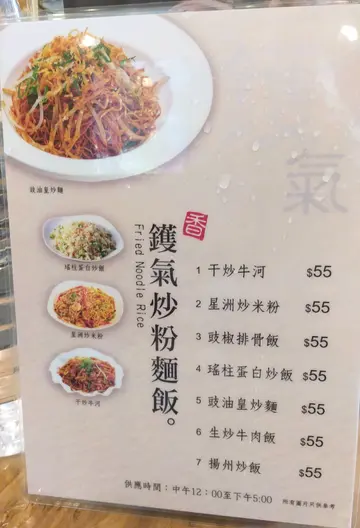 豉油皇炒麵
瑤柱蛋白炒飯
星洲炒米粉
干炒牛河
香
鑊氣炒粉麵飯。
Fried Noodle Rice
1 干炒牛河 $55
2 星洲炒米粉 $55
3 豉椒排骨飯 $55
4 瑤柱蛋白炒飯 $55
5 豉油皇炒麵 $55
6 生炒牛肉飯 $55
7 揚州炒飯 $55
供應時間：中午12：00至下午5:00